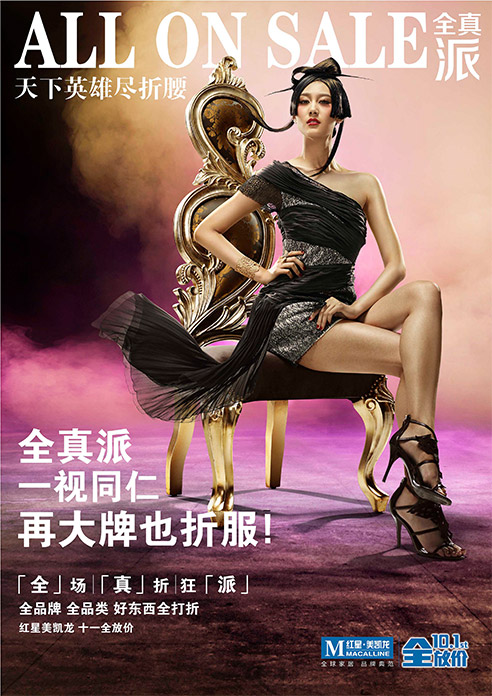 ALL ON SALE 全真派
天下英雄尽折腰
全真派
一视同仁
再大牌也折服!
「全」场「真」折狂「派」
全品牌 全品类 好东西全打折
红星美凯龙 十一全放价
M 红星·美凯龙
MACALLINE
全球家居 品牌典范
10.1st
全放价